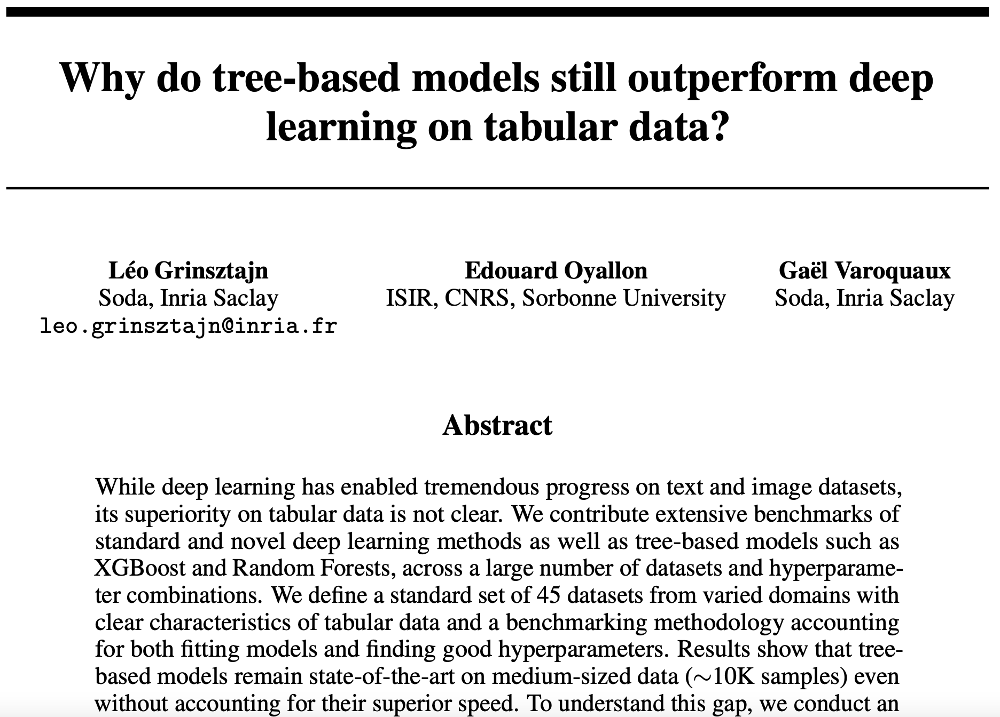 Why do tree-based models still outperform deep
learning on tabular data?
Léo Grinsztajn
Soda, Inria Saclay
leo.grinsztajn@inria.fr
Edouard Oyallon
ISIR, CNRS, Sorbonne University
Gaël Varoquaux
Soda, Inria Saclay
Abstract
While deep learning has enabled tremendous progress on text and image datasets,
its superiority on tabular data is not clear. We contribute extensive benchmarks of
standard and novel deep learning methods as well as tree-based models such as
XGBoost and Random Forests, across a large number of datasets and hyperparame-
ter combinations. We define a standard set of 45 datasets from varied domains with
clear characteristics of tabular data and a benchmarking methodology accounting
for both fitting models and finding good hyperparameters. Results show that tree-
based models remain state-of-the-art on medium-sized data (∼10K samples) even
without accounting for their superior speed. To understand this gap, we conduct an